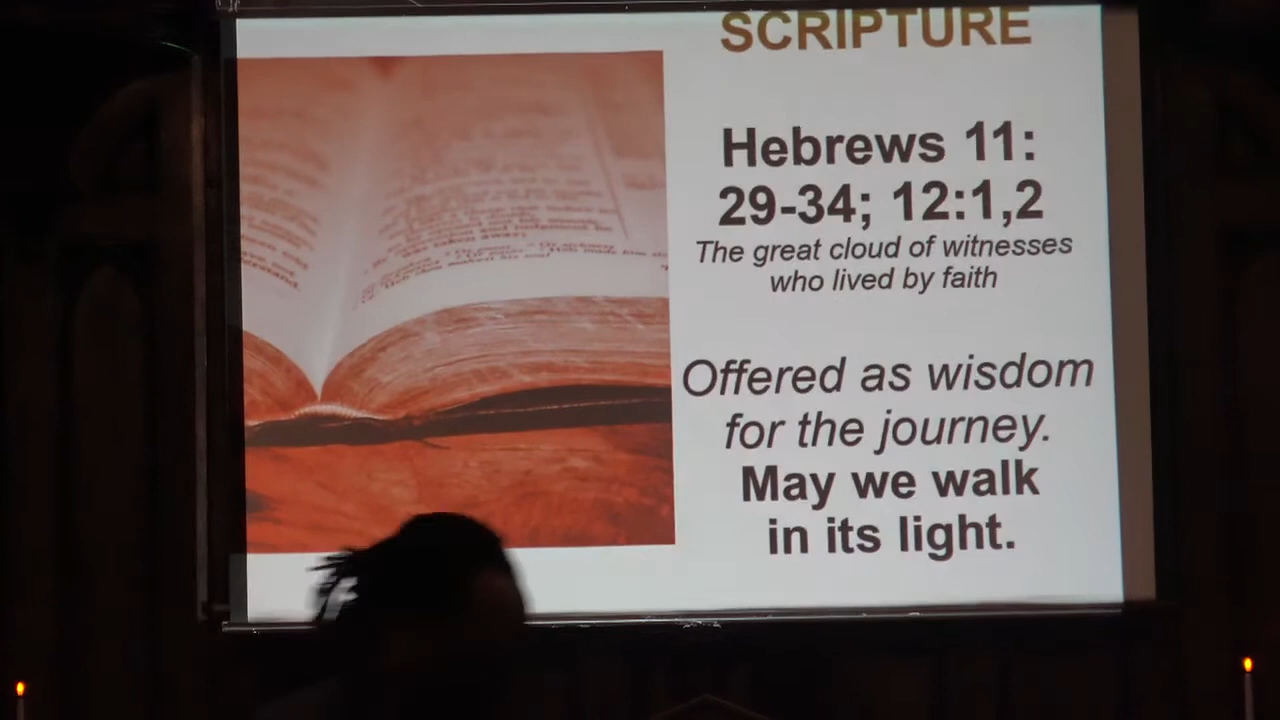 SCRIPTURE
Hebrews 11:
29-34; 12:1,2
The great cloud of witnesses
who lived by faith
Offered as wisdom
for the journey.
May we walk
in its light.